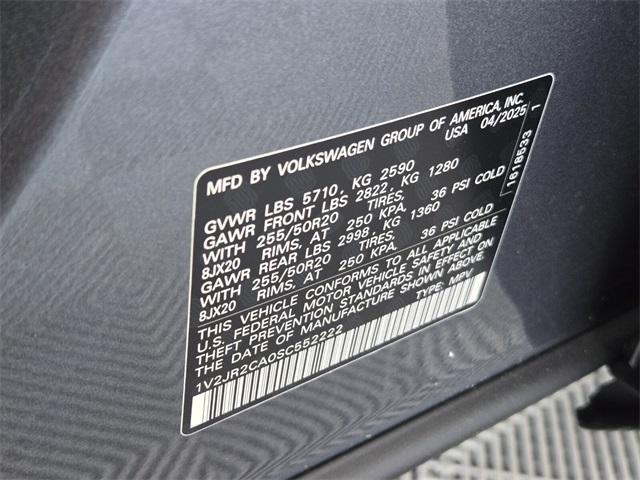 MFD BY VOLKSWAGEN GROUP OF AMERICA, INC.
USA 04/2025
GVWR LBS 5710, KG 2590
GAWR FRONT LBS 2822, KG 1280
WITH 255/50R20 TIRES,
8JX20 RIMS, AT 250 KPA, 36 PSI COLD
GAWR REAR LBS 2998, KG 1360
WITH 255/50R20 TIRES,
8JX20 RIMS, AT 250 KPA, 36 PSI COLD
THIS VEHICLE CONFORMS TO ALL APPLICABLE
U.S. FEDERAL MOTOR VEHICLE SAFETY AND
THEFT PREVENTION STANDARDS IN EFFECT ON
THE DATE OF MANUFACTURE SHOWN ABOVE.
TYPE: MPV
1V2JR2CA0SC552222
1618533 1